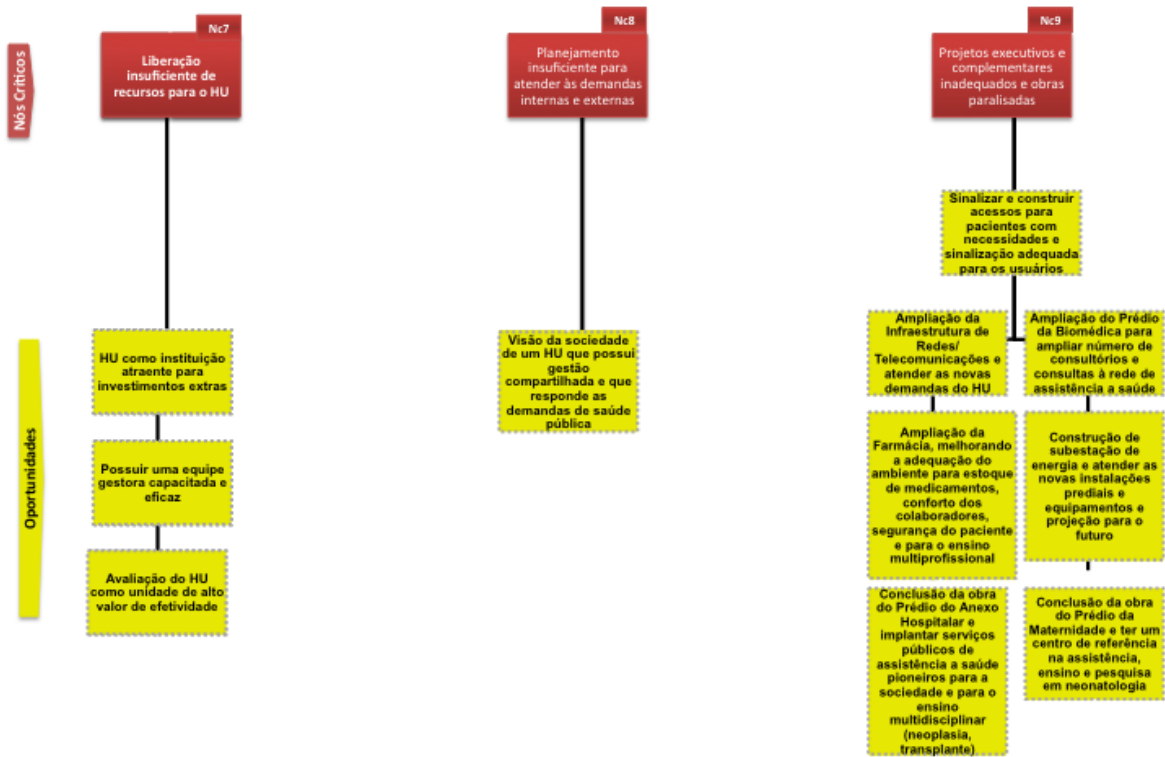 Nós Críticos
Nc7
Liberação
insuficiente de
recursos para o HU
Nc8
Planejamento
insuficiente para
atender às demandas
internas e externas
Nc9
Projetos executivos e
complementares
inadequados e obras
paralisadas
Oportunidades
HU como instituição
atraente para
investimentos extras
Possuir uma equipe
gestora capacitada e
eficaz
Avaliação do HU
como unidade de alto
valor de efetividade
Visão da sociedade
de um HU que possui
gestão
compartilhada e que
responde as
demandas de saúde
pública
Sinalizar e construir
acessos para
pacientes com
necessidades e
sinalização adequada
para os usuários
Ampliação da
Infraestrutura de
Redes/
Telecomunicações e
atender as novas
demandas do HU
Ampliação do Prédio
da Biomédica para
ampliar número de
consultórios e
consultas à rede de
assistência a saúde
Ampliação da
Farmácia, melhorando
a adequação do
ambiente para estoque
de medicamentos,
conforto dos
colaboradores,
segurança do paciente
e para o ensino
multiprofissional
Construção de
subestação de
energia e atender as
novas instalações
prediais e
equipamentos e
projeção para o
futuro
Conclusão da obra
do Prédio do Anexo
Hospitalar e
implantar serviços
públicos de
assistência a saúde
pioneiros para a
sociedade e para o
ensino
multidisciplinar
(neoplasia,
transplante)
Conclusão da obra
do Prédio da
Maternidade e ter um
centro de referência
na assistência,
ensino e pesquisa
em neonatologia